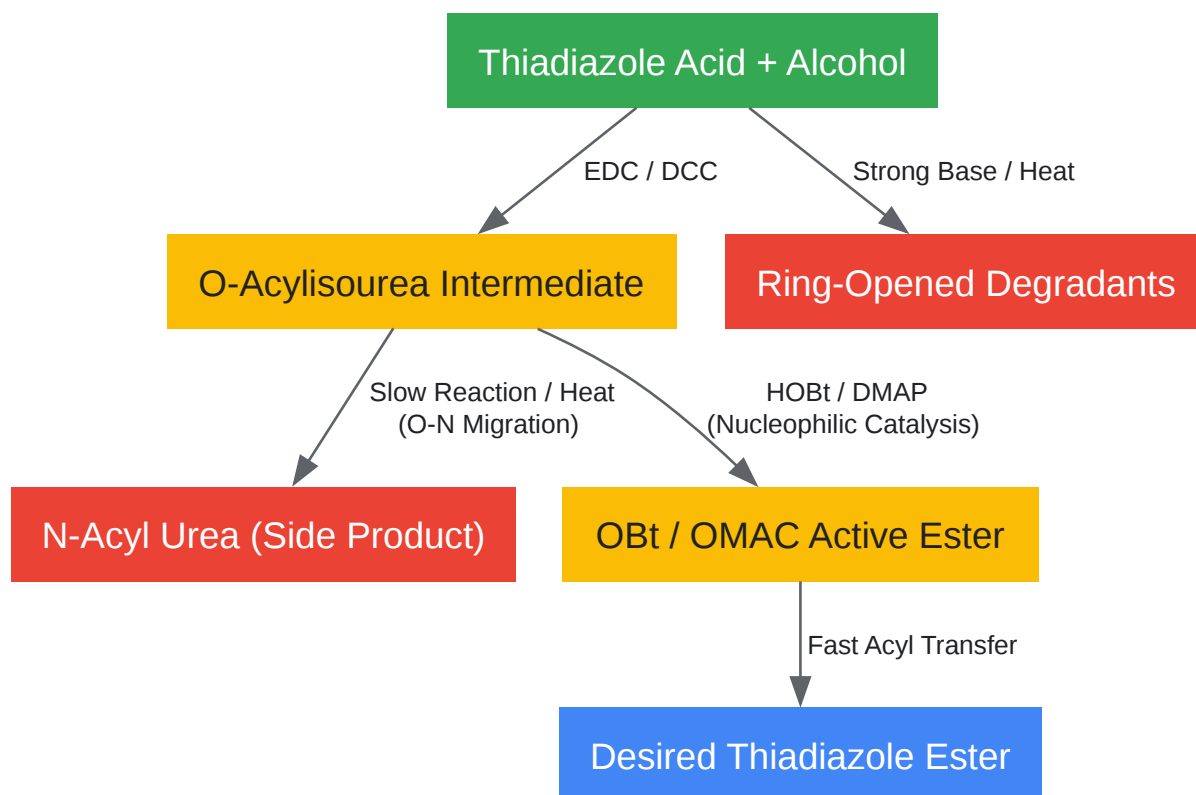 Thiadiazole Acid + Alcohol
EDC / DCC
Strong Base / Heat
O-Acylisourea Intermediate
Ring-Opened Degradants
Slow Reaction / Heat
(O-N Migration)
HOBt / DMAP
(Nucleophilic Catalysis)
N-Acyl Urea (Side Product)
OBt / OMAC Active Ester
Fast Acyl Transfer
Desired Thiadiazole Ester